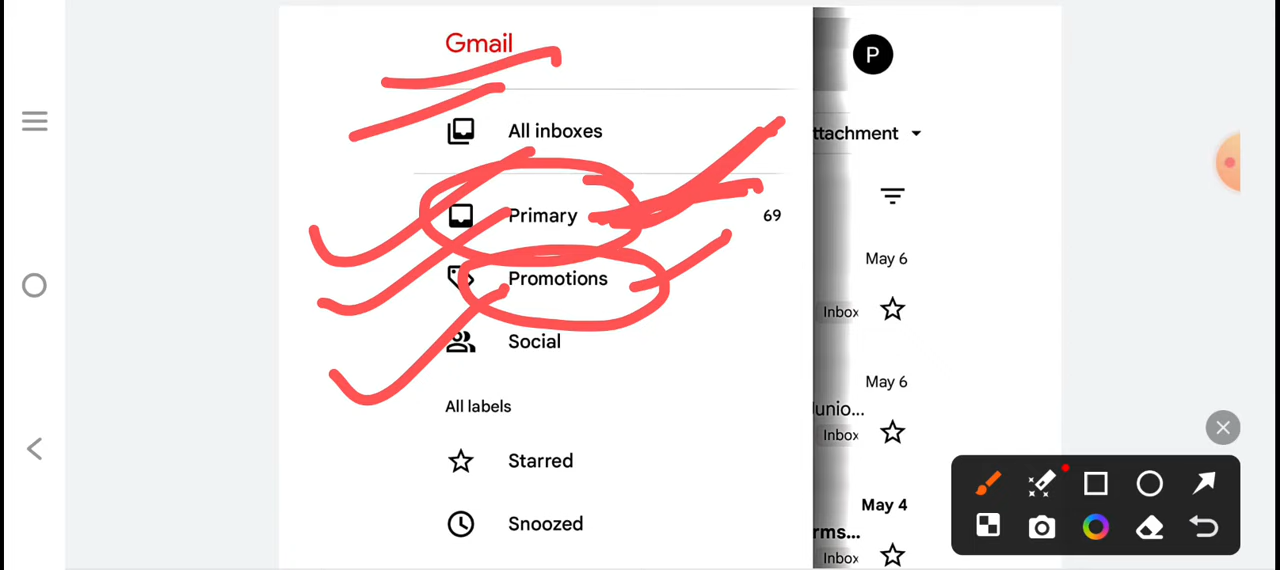 Gmail
P
All inboxes
ttachment
Primary 69
May 6
Promotions
Inbox
Social
May 6
Junio...
All labels
Inbox
Starred
May 4
Snoozed
rms...
Inbox